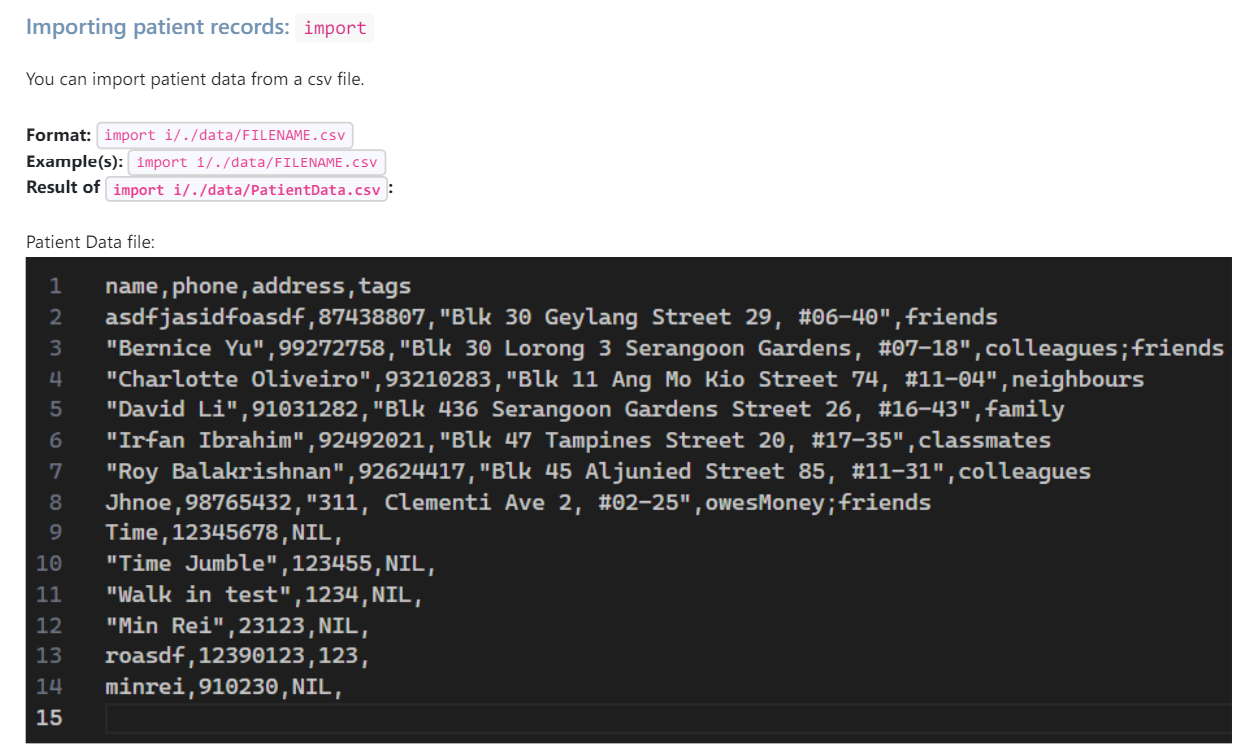 Importing patient records: import
You can import patient data from a csv file.
Format: import i/./data/FILENAME.csv
Example(s): import i/./data/FILENAME.csv
Result of import i/./data/PatientData.csv:
Patient Data file:
1 name,phone,address,tags
2 asdfjasidfoasdf,87438807,"Blk 30 Geylang Street 29, #06-40",friends
3 "Bernice Yu",99272758,"Blk 30 Lorong 3 Serangoon Gardens, #07-18",colleagues;friends
4 "Charlotte Oliveiro",93210283,"Blk 11 Ang Mo Kio Street 74, #11-04",neighbours
5 "David Li",91031282,"Blk 436 Serangoon Gardens Street 26, #16-43",family
6 "Irfan Ibrahim",92492021,"Blk 47 Tampines Street 20, #17-35",classmates
7 "Roy Balakrishnan",92624417,"Blk 45 Aljunied Street 85, #11-31",colleagues
8 Jhnoe,98765432,"311, Clementi Ave 2, #02-25",owesMoney;friends
9 Time,12345678,NIL,
10 "Time Jumble",123455,NIL,
11 "Walk in test",1234,NIL,
12 "Min Rei",23123,NIL,
13 roasdf,12390123,123,
14 minrei,910230,NIL,
15